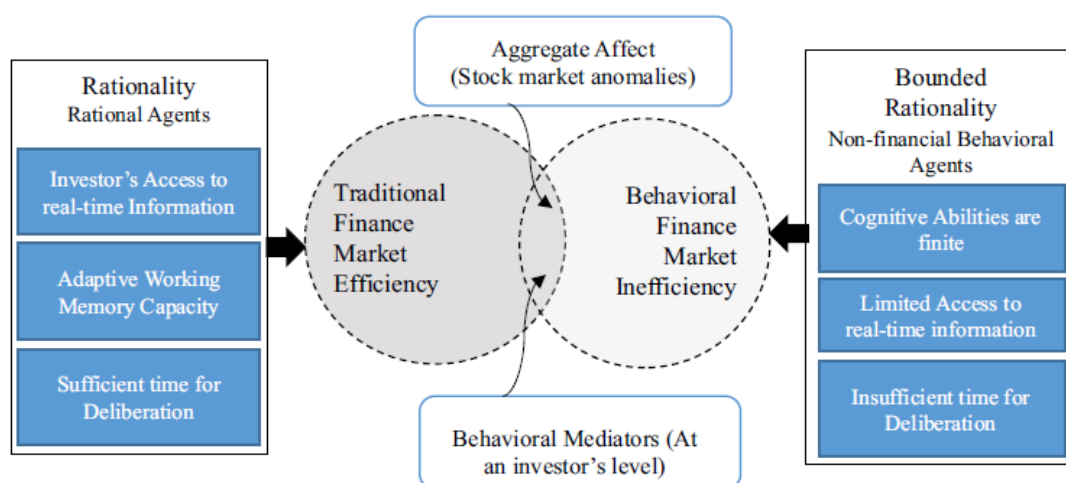 Rationality
Rational Agents
Investor's Access to
real-time Information
Adaptive Working
Memory Capacity
Sufficient time for
Deliberation
Aggregate Affect
(Stock market anomalies)
Traditional
Finance
Market
Efficiency
Behavioral
Finance
Market
Inefficiency
Behavioral Mediators (At
an investor's level)
Bounded
Rationality
Non-financial Behavioral
Agents
Cognitive Abilities are
finite
Limited Access to
real-time information
Insufficient time for
Deliberation